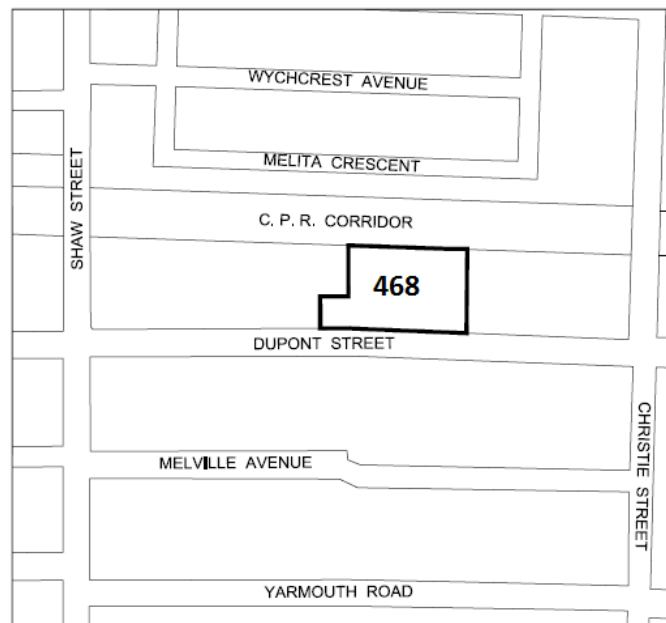 WYCHCREST AVENUE
MELITA CRESCENT
SHAW STREET
C. P. R. CORRIDOR
468
DUPONT STREET
CHRISTIE STREET
MELVILLE AVENUE
YARMOUTH ROAD